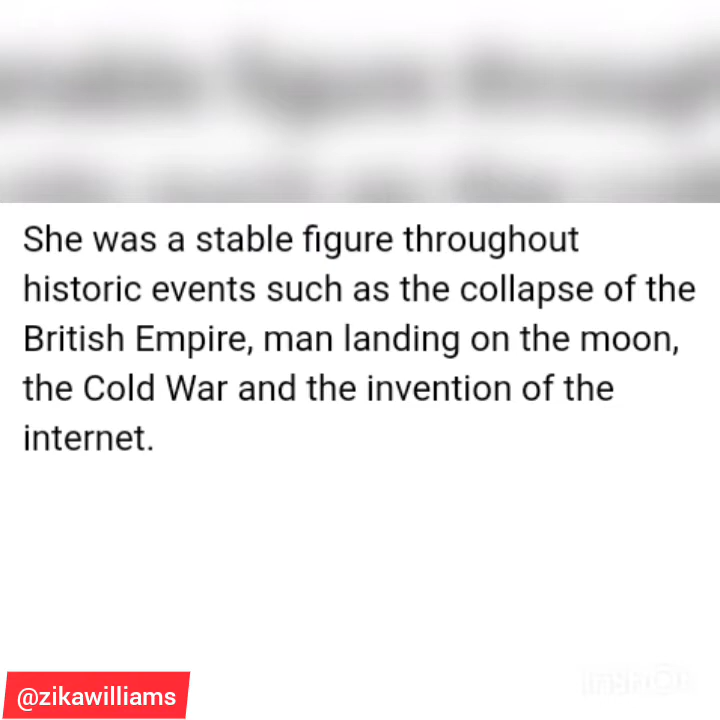 She was a stable figure throughout
historic events such as the collapse of the
British Empire, man landing on the moon,
the Cold War and the invention of the
internet.
@zikawilliams